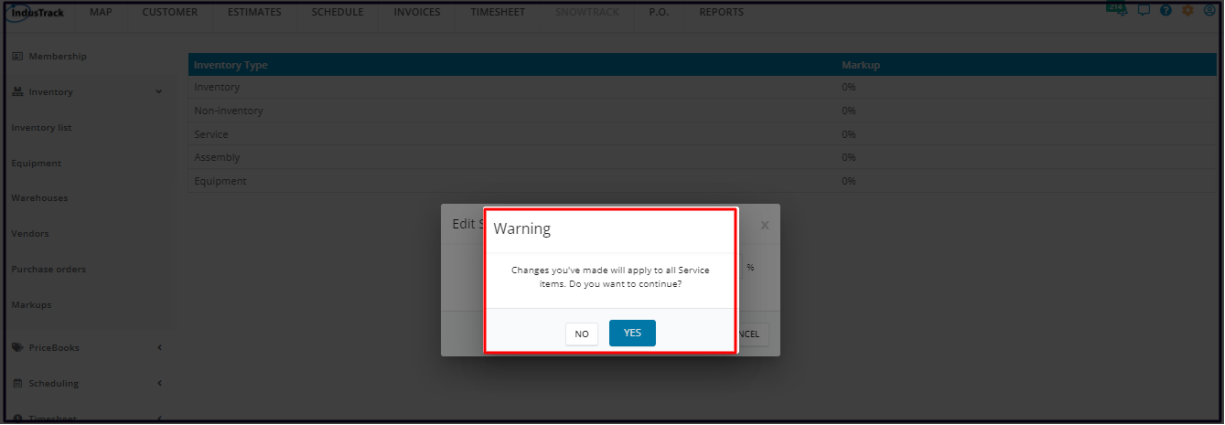 IndusTrack MAP CUSTOMER ESTIMATES SCHEDULE INVOICES TIMESHEET SNOWTRACK P.O. REPORTS
Membership
Inventory
Inventory list
Equipment
Warehouses
Vendors
Purchase orders
Markups
PriceBooks
Scheduling
Timesheet
Inventory Type Markup
Inventory 0%
Non-inventory 0%
Service 0%
Assembly 0%
Equipment 0%
Edit S
%
NCEL
Warning
Changes you've made will apply to all Service
items. Do you want to continue?
NO YES